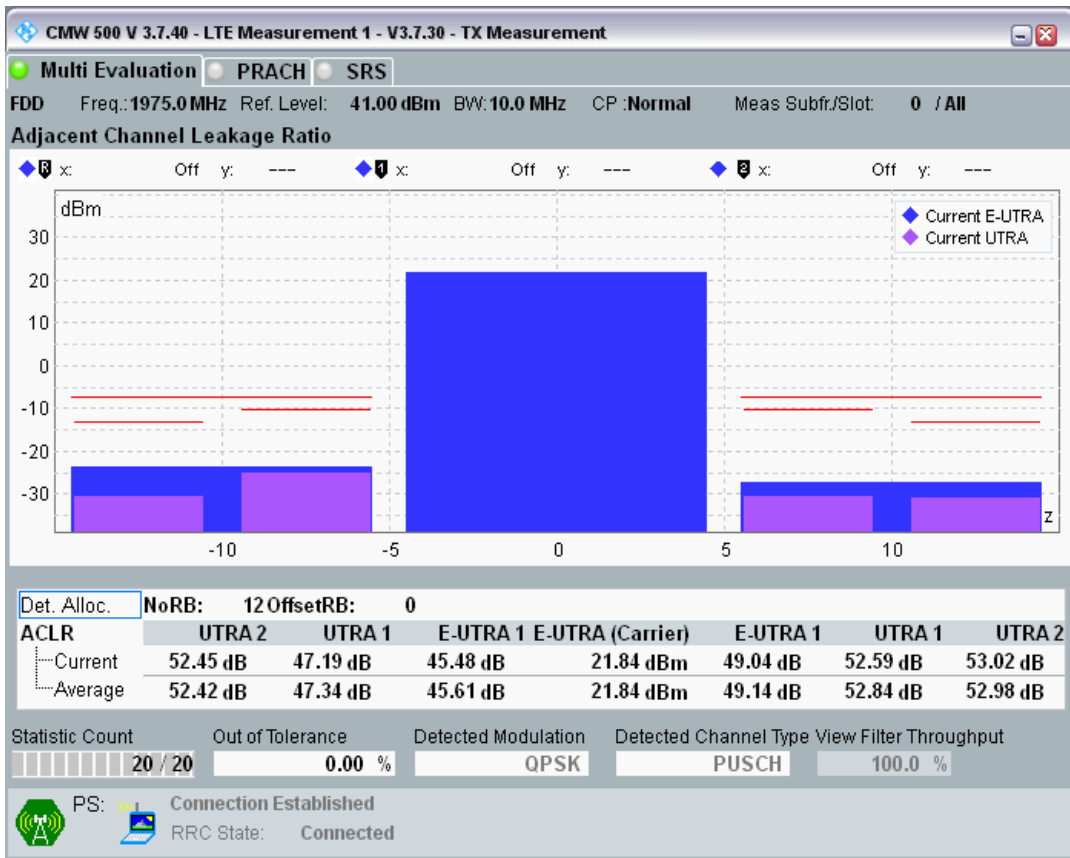 CMW 500 V 3.7.40 - LTE Measurement 1 - V3.7.30 - TX Measurement
Multi Evaluation PRACH SRS
FDD Freq.: 1975.0 MHz Ref. Level: 41.00 dBm BW: 10.0 MHz CP : Normal Meas Subfr./Slot: 0 / All
Adjacent Channel Leakage Ratio
R x: Off y: --- 1 x: Off y: --- 2 x: Off y: ---
dBm
Current E-UTRA
Current UTRA
30
20
10
0
-10
-20
-30
z
-10 -5 0 5 10
Det. Alloc. NoRB: 12 OffsetRB: 0
ACLR UTRA 2 UTRA 1 E-UTRA 1 E-UTRA (Carrier) E-UTRA 1 UTRA 1 UTRA 2
Current 52.45 dB 47.19 dB 45.48 dB 21.84 dBm 49.04 dB 52.59 dB 53.02 dB
Average 52.42 dB 47.34 dB 45.61 dB 21.84 dBm 49.14 dB 52.84 dB 52.98 dB
Statistic Count Out of Tolerance Detected Modulation Detected Channel Type View Filter Throughput
20 / 20 0.00 % QPSK PUSCH 100.0 %
PS: Connection Established
RRC State: Connected